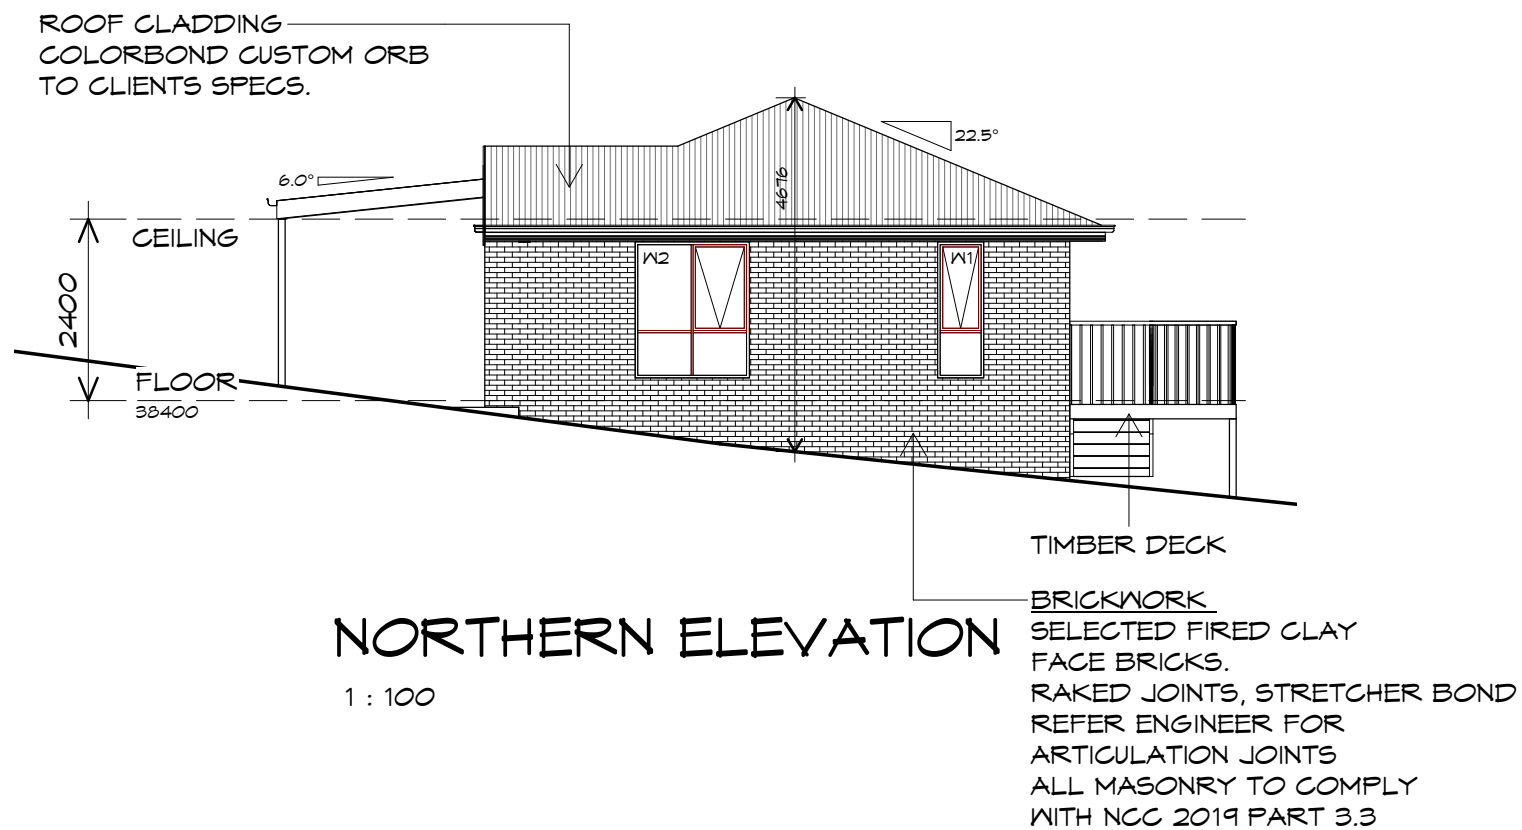 ROOF CLADDING
COLORBOND CUSTOM ORB
TO CLIENTS SPECS.
22.5°
6.0°
4696
CEILING
W2
W1
2400
FLOOR
38400
TIMBER DECK
BRICKWORK
SELECTED FIRED CLAY
FACE BRICKS.
RAKED JOINTS, STRETCHER BOND
REFER ENGINEER FOR
ARTICULATION JOINTS
ALL MASONRY TO COMPLY
WITH NCC 2019 PART 3.3
NORTHERN ELEVATION
1 : 100